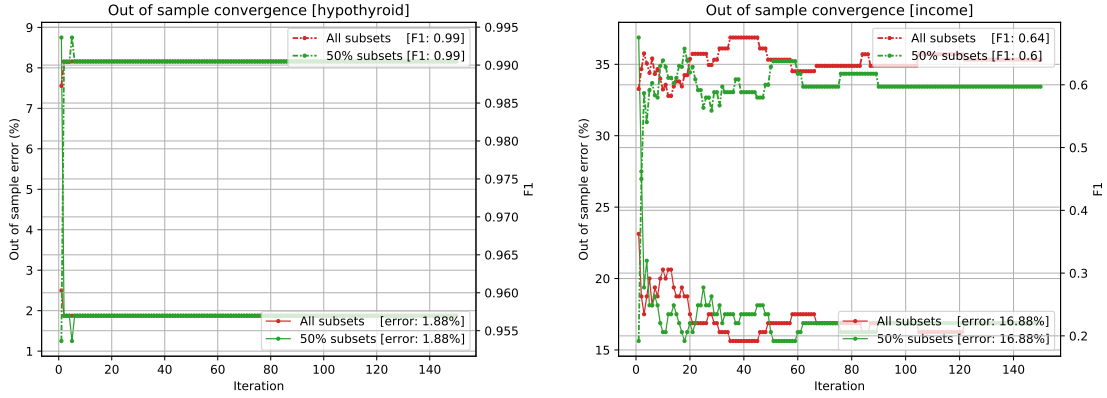 Out of sample convergence [hypothyroid]
9
8
7
6
5
4
3
2
1
Out of sample error (%)
0.995
0.990
0.985
0.980
0.975
0.970
0.965
0.960
0.955
F1
All subsets [F1: 0.99]
50% subsets [F1: 0.99]
All subsets [error: 1.88%]
50% subsets [error: 1.88%]
0 20 40 60 80 100 120 140
Iteration
Out of sample convergence [income]
35
30
25
20
15
Out of sample error (%)
0.6
0.5
0.4
0.3
0.2
F1
All subsets [F1: 0.64]
50% subsets [F1: 0.6]
All subsets [error: 16.88%]
50% subsets [error: 16.88%]
0 20 40 60 80 100 120 140
Iteration